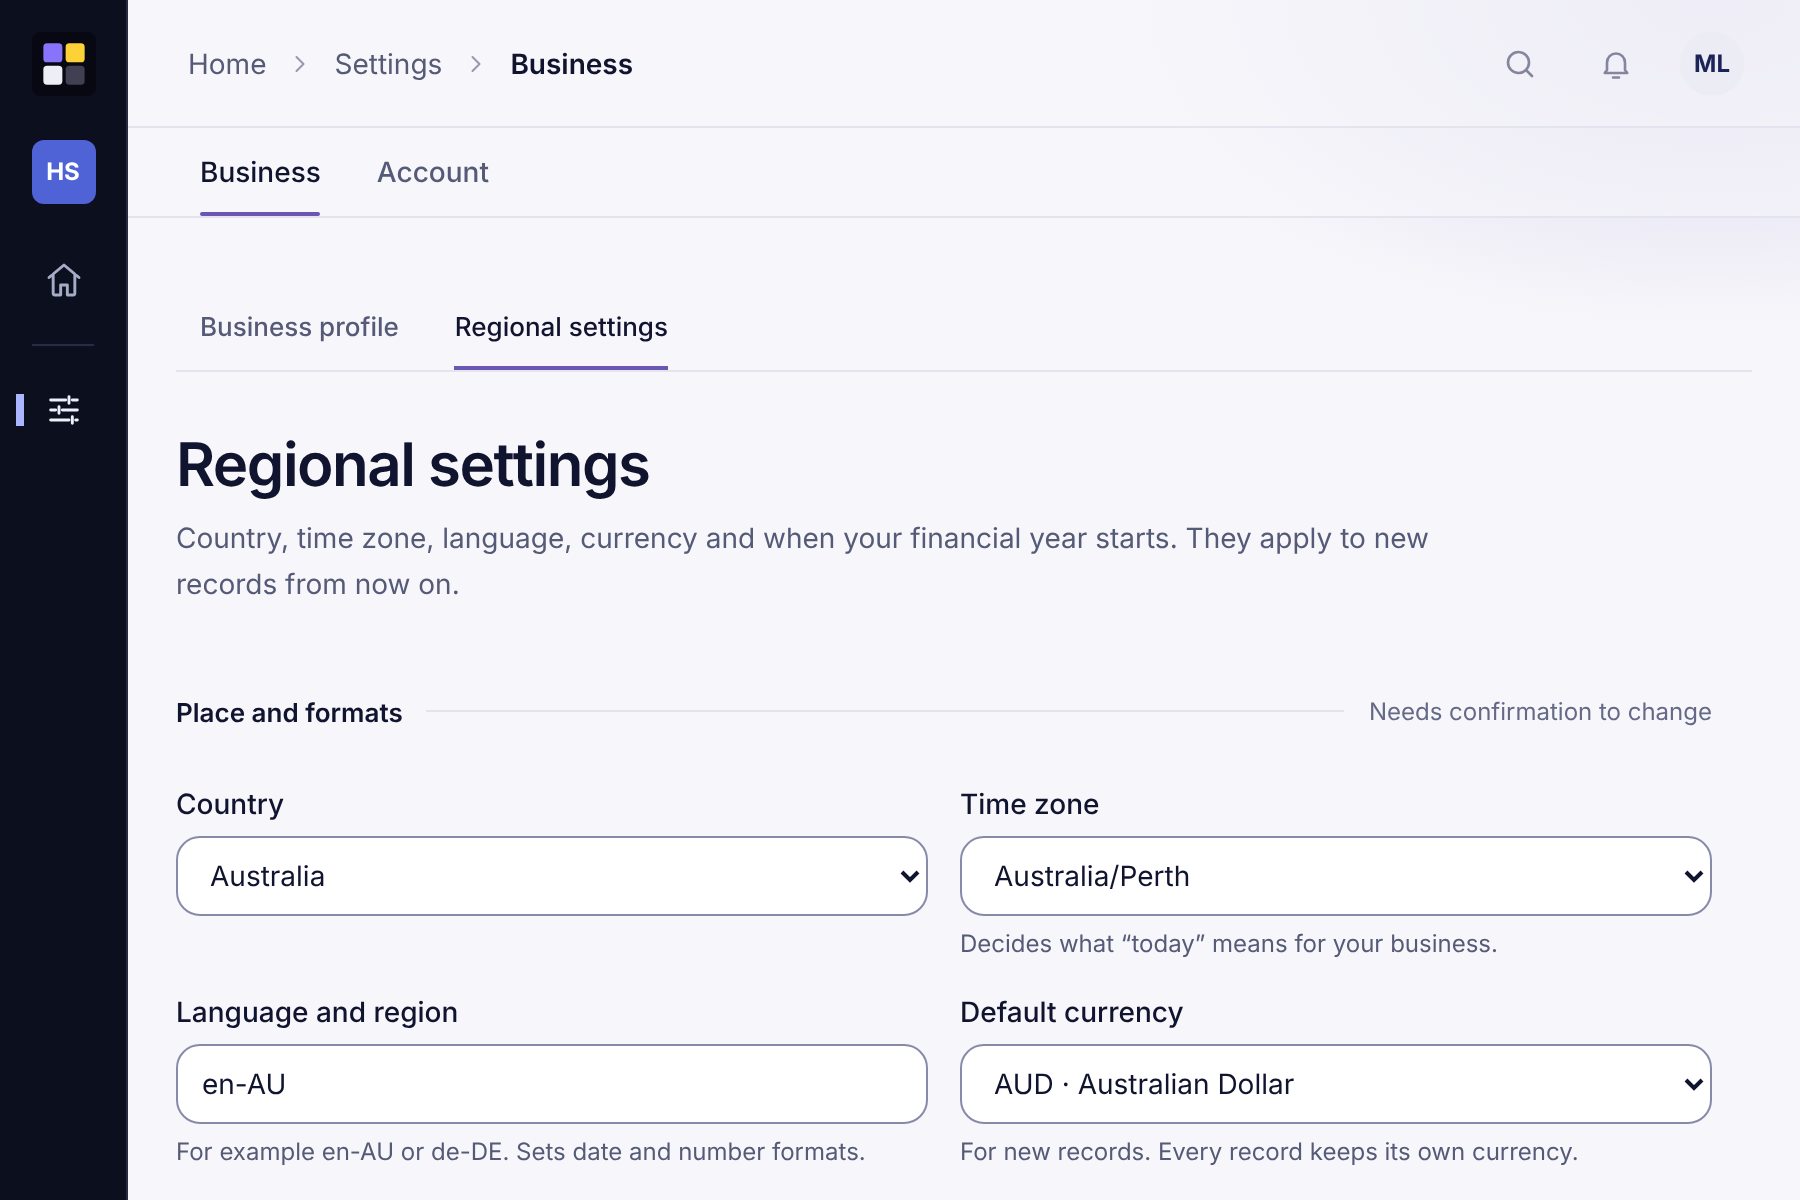 Home > Settings > Business
ML
HS
Business Account
Business profile Regional settings
Regional settings
Country, time zone, language, currency and when your financial year starts. They apply to new
records from now on.
Place and formats Needs confirmation to change
Country Time zone
Australia Australia/Perth
Decides what “today” means for your business.
Language and region Default currency
en-AU AUD · Australian Dollar
For example en-AU or de-DE. Sets date and number formats. For new records. Every record keeps its own currency.